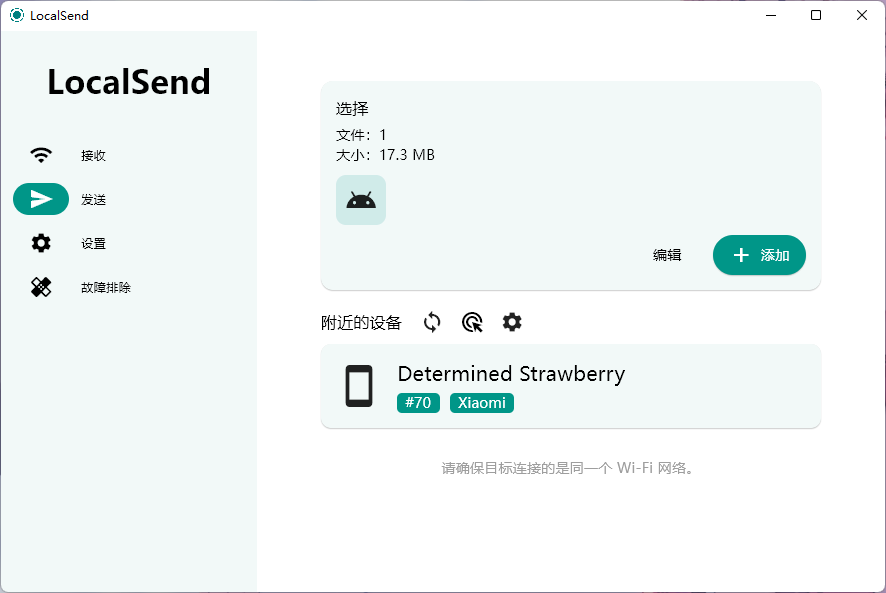 LocalSend
LocalSend
接收
发送
设置
故障排除
选择
文件：1
大小：17.3 MB
编辑
添加
附近的设备
Determined Strawberry
#70 Xiaomi
请确保目标连接的是同一个 Wi-Fi 网络。